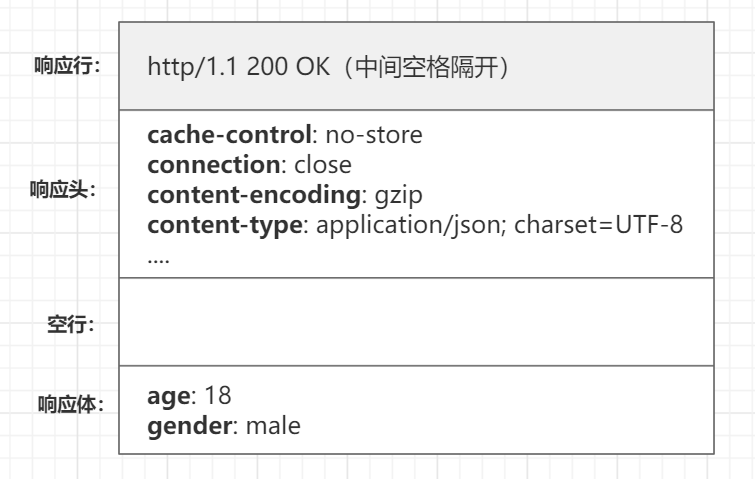 响应行：
http/1.1 200 OK（中间空格隔开）
响应头：
cache-control: no-store
connection: close
content-encoding: gzip
content-type: application/json; charset=UTF-8
....
空行：
响应体：
age: 18
gender: male